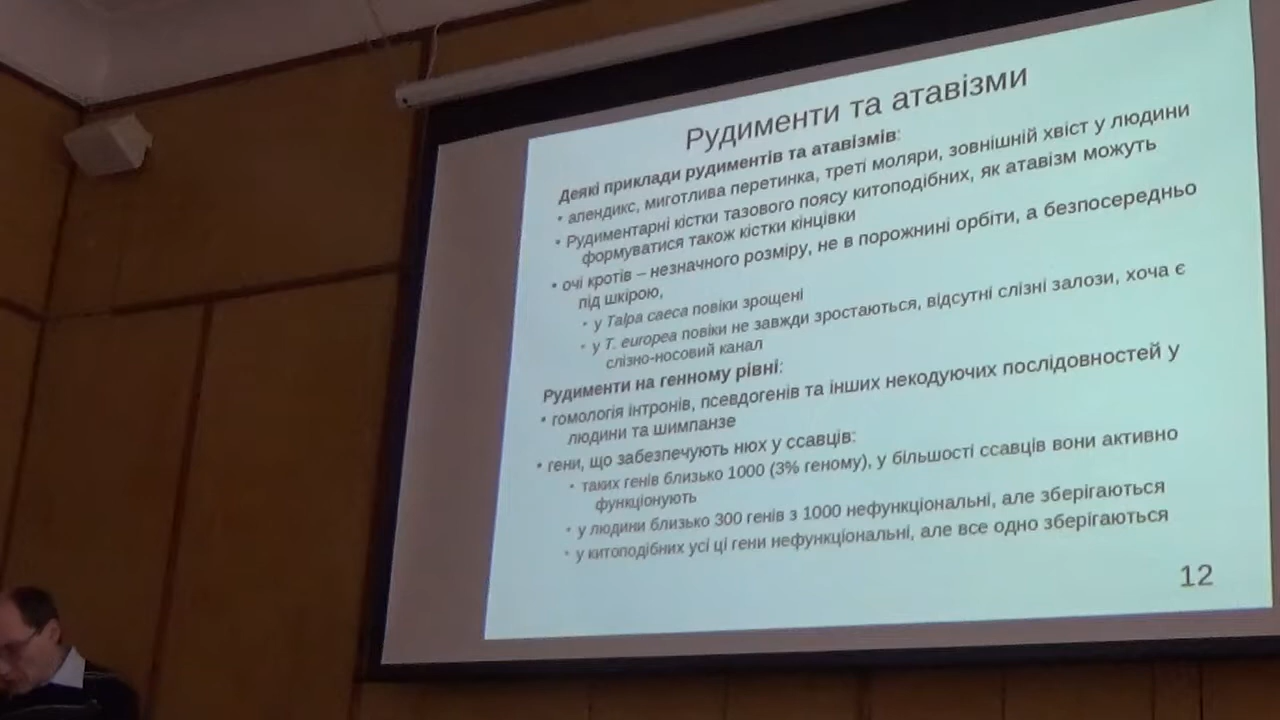 Рудименти та атавізми
Деякі приклади рудиментів та атавізмів:
• апендикс, миготлива перетинка, треті моляри, зовнішній хвіст у людини
• Рудиментарні кістки тазового поясу китоподібних, як атавізм можуть
формуватися також кістки кінцівки
• очі кротів – незначного розміру, не в порожнині орбіти, а безпосередньо
під шкірою,
• у Talpa caeca повіки зрощені
• у T. europea повіки не завжди зростаються, відсутні слізні залози, хоча є
слізно-носовий канал
Рудименти на генному рівні:
• гомологія інтронів, псевдогенів та інших некодуючих послідовностей у
людини та шимпанзе
• гени, що забезпечують нюх у ссавців:
• таких генів близько 1000 (3% геному), у більшості ссавців вони активно
функціонують
• у людини близько 300 генів з 1000 нефункціональні, але зберігаються
• у китоподібних усі ці гени нефункціональні, але все одно зберігаються
12